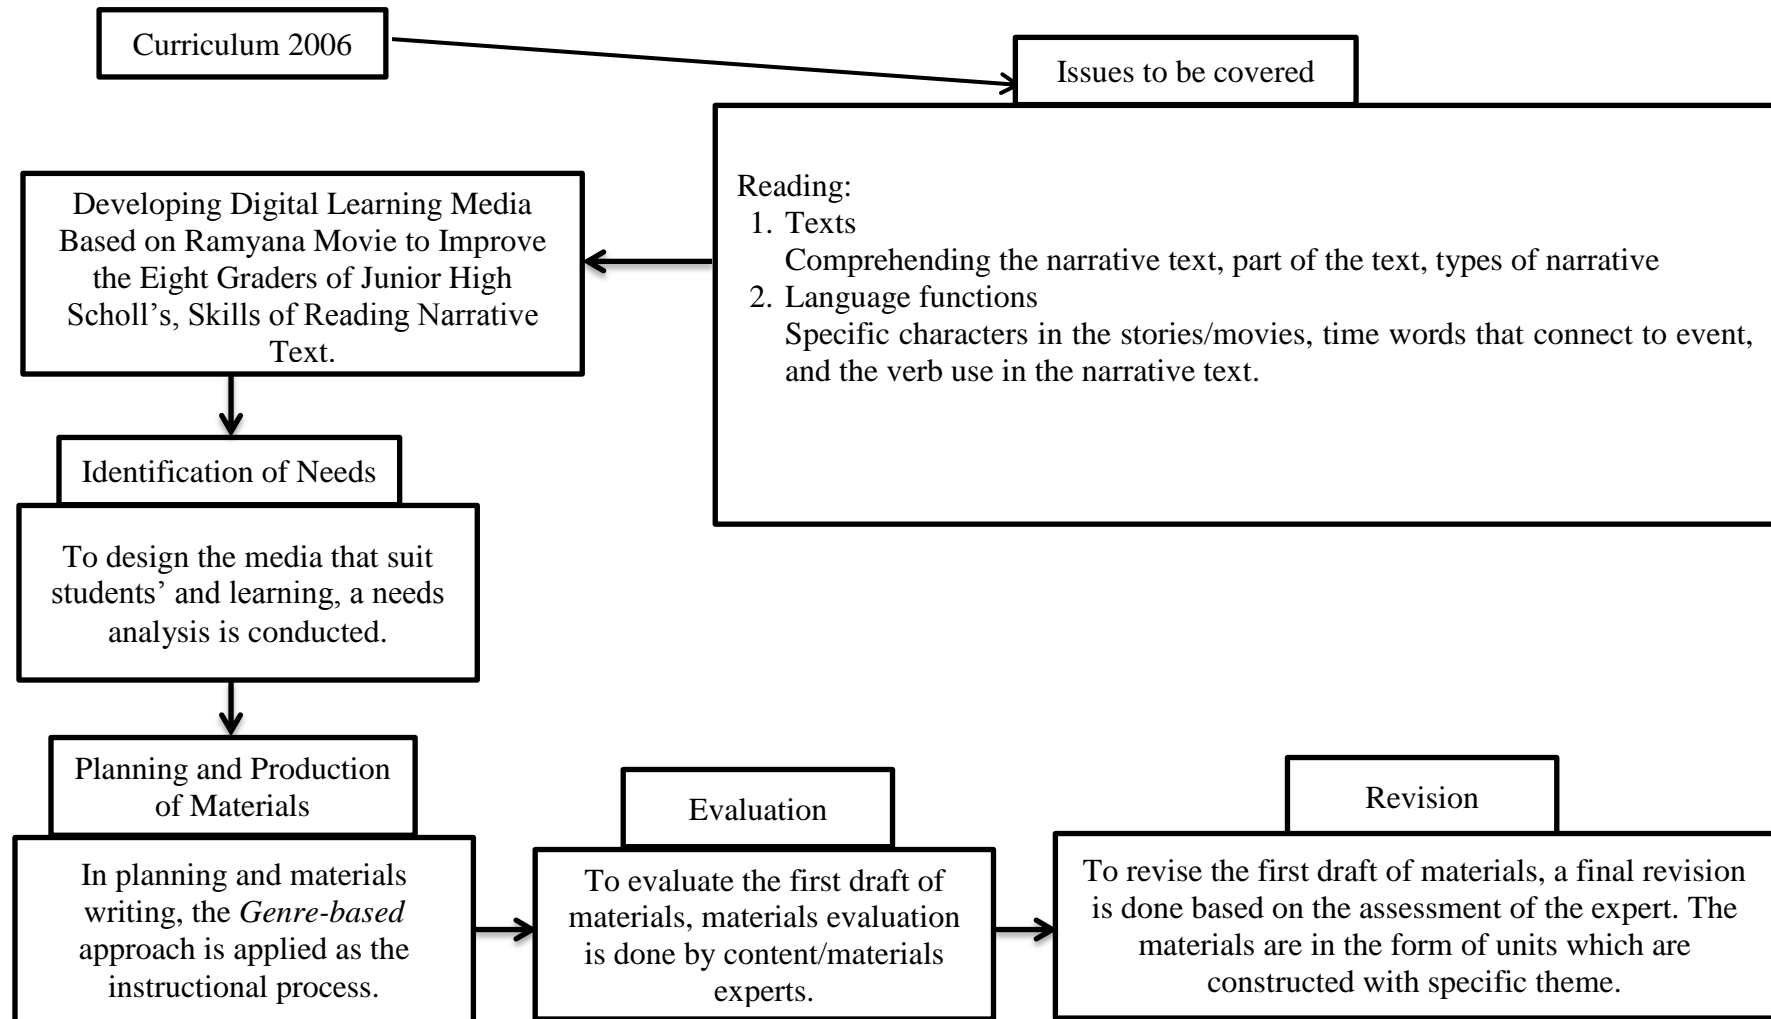 Curriculum 2006
Issues to be covered
Reading:
1. Texts
Comprehending the narrative text, part of the text, types of narrative
2. Language functions
Specific characters in the stories/movies, time words that connect to event,
and the verb use in the narrative text.
Developing Digital Learning Media
Based on Ramyana Movie to Improve
the Eight Graders of Junior High
Scholl’s, Skills of Reading Narrative
Text.
Identification of Needs
To design the media that suit
students’ and learning, a needs
analysis is conducted.
Planning and Production
of Materials
In planning and materials
writing, the Genre-based
approach is applied as the
instructional process.
Evaluation
To evaluate the first draft of
materials, materials evaluation
is done by content/materials
experts.
Revision
To revise the first draft of materials, a final revision
is done based on the assessment of the expert. The
materials are in the form of units which are
constructed with specific theme.